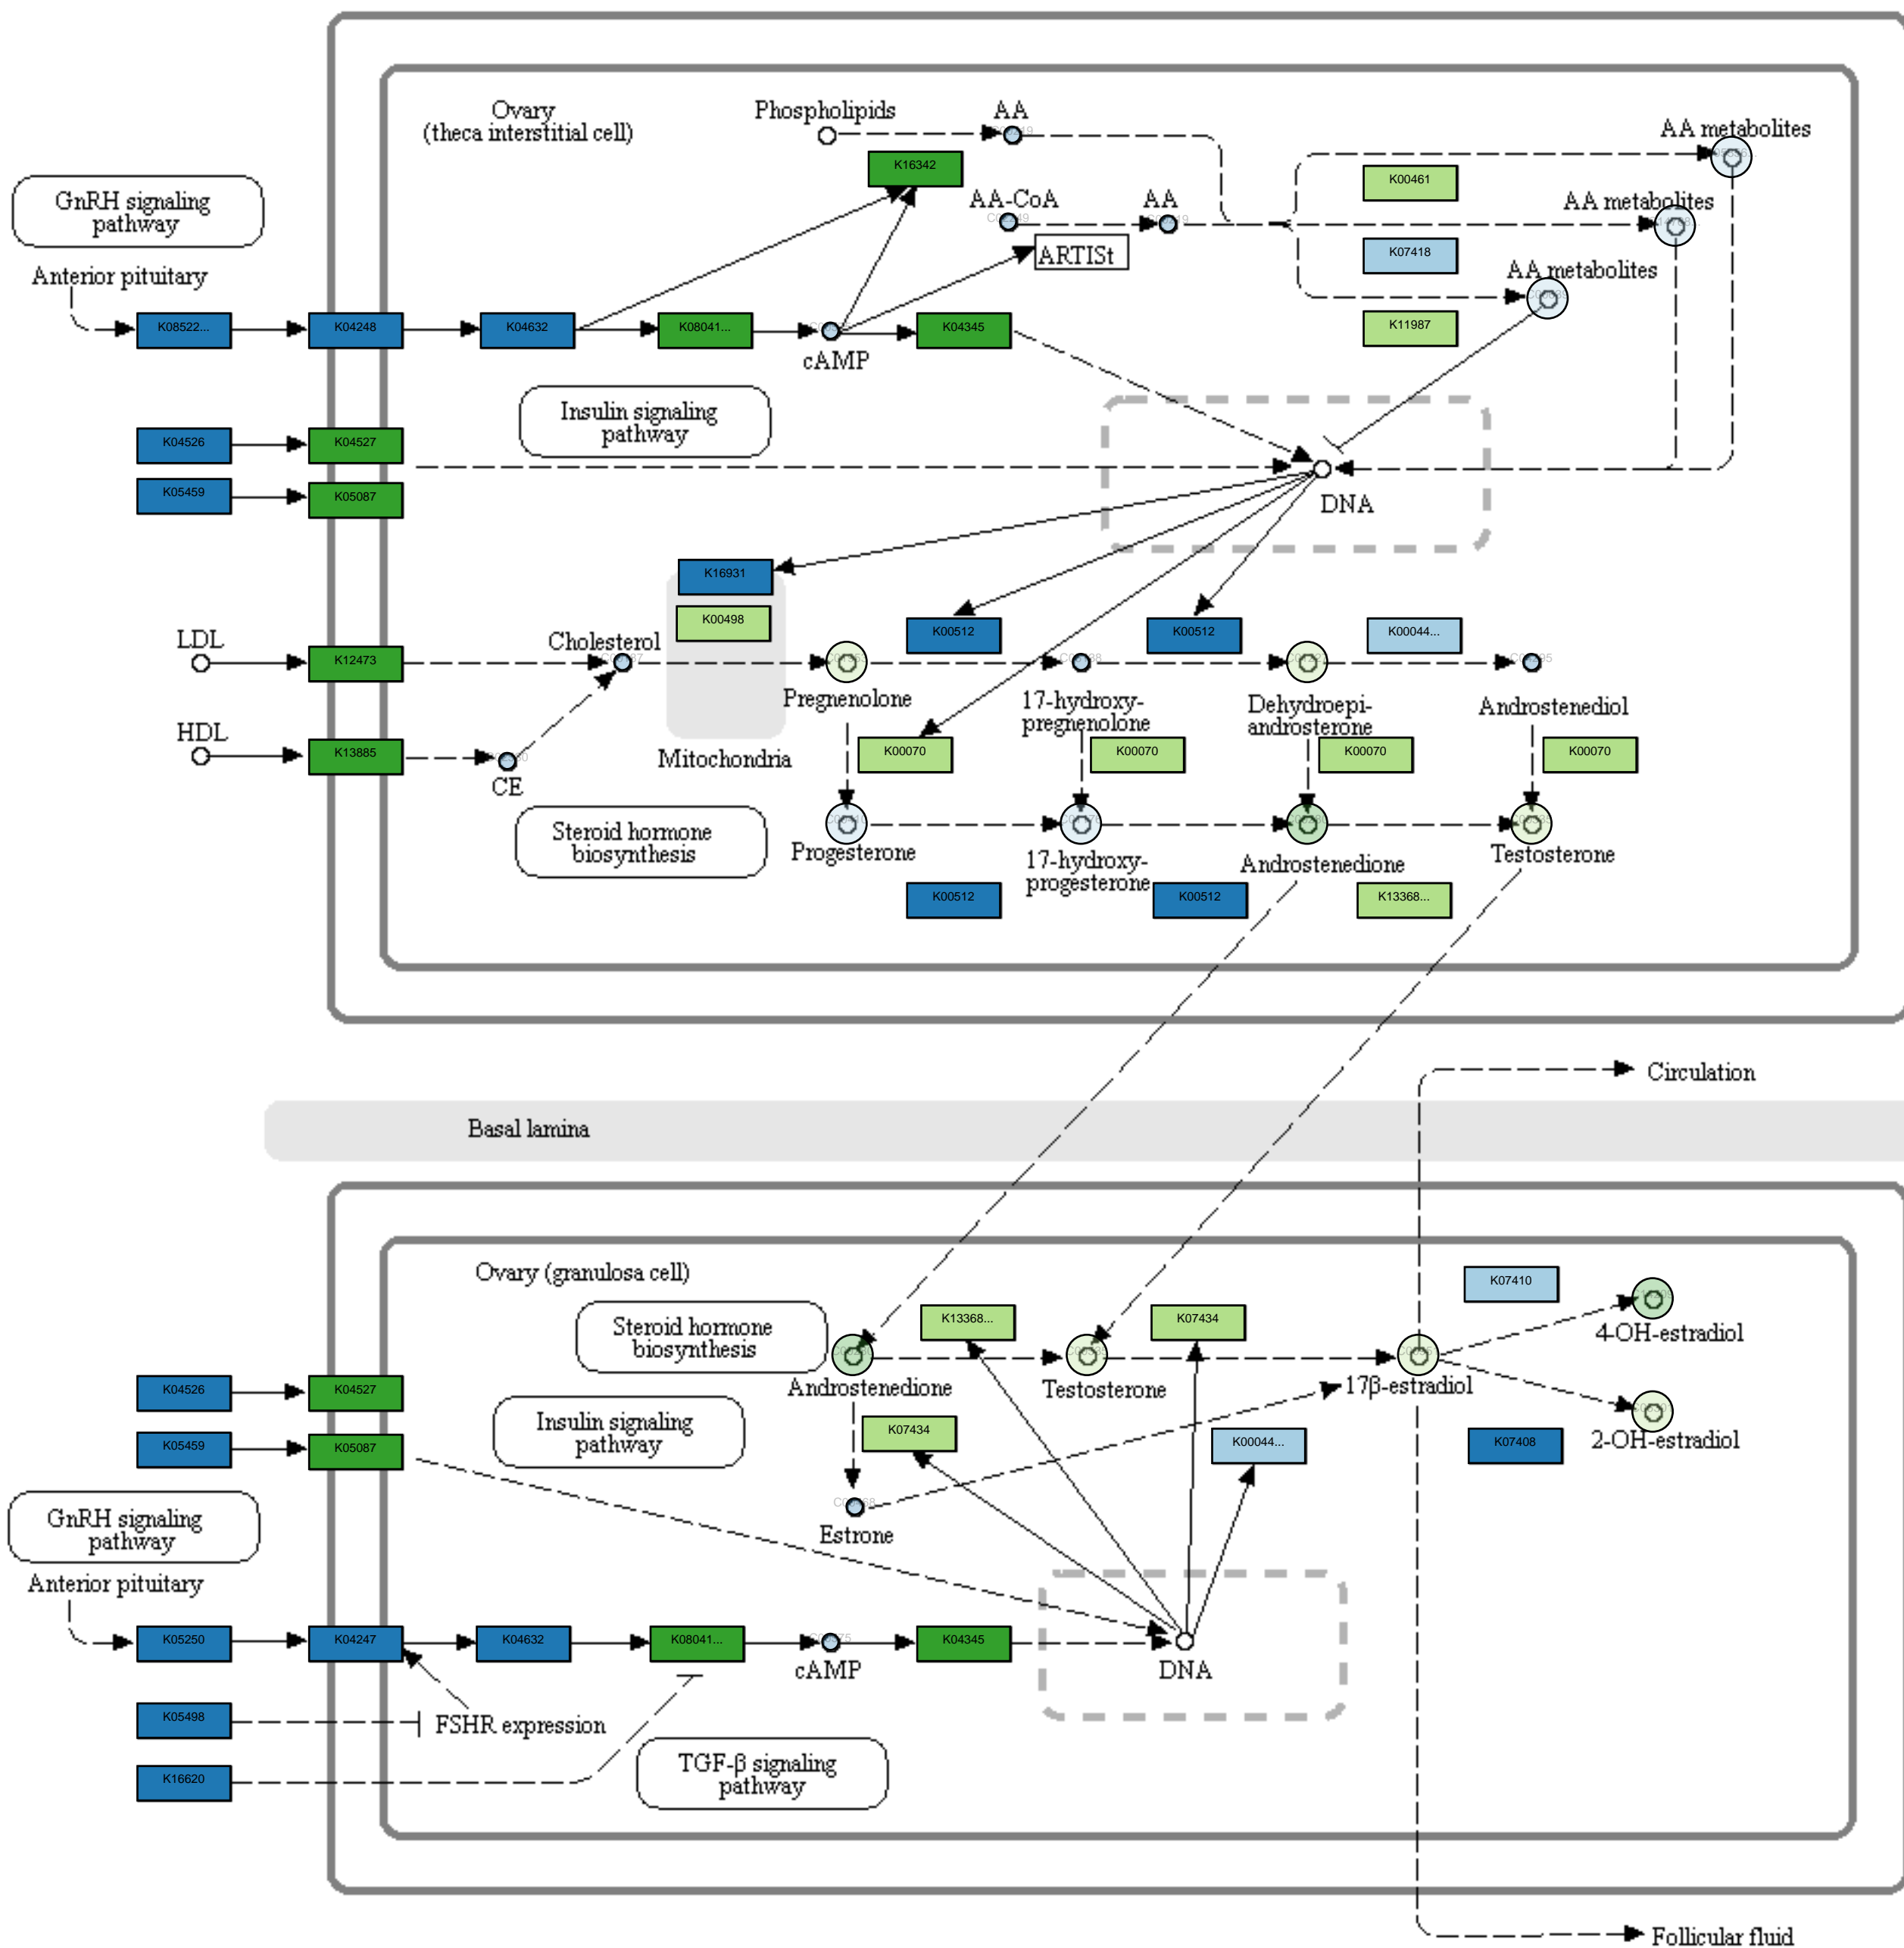 Ovary
(theca interstitial cell)
Phospholipids
AA
AA metabolites
K16342
K00461
GnRH signaling
pathway
AA-CoA
AA
AA metabolites
ARTISt
K07418
Anterior pituitary
AA metabolites
K08522...
K04248
K04632
K08041...
cAMP
K04345
K11987
Insulin signaling
pathway
K04526
K04527
K05459
K05087
DNA
K16931
K00498
LDL
K12473
Cholesterol
K00512
K00512
K00044...
Pregnenolone
17-hydroxy-
pregnenolone
Dehydroepi-
androsterone
Androstenediol
HDL
K13885
CE
Mitochondria
K00070
K00070
K00070
K00070
Steroid hormone
biosynthesis
Progesterone
17-hydroxy-
progesterone
Androstenedione
Testosterone
K00512
K00512
K13368...
Circulation
Basal lamina
Ovary (granulosa cell)
K07410
Steroid hormone
biosynthesis
K13368...
K07434
4-OH-estradiol
Androstenedione
Testosterone
17β-estradiol
K04526
K04527
Insulin signaling
pathway
K07434
K00044...
K07408
2-OH-estradiol
K05459
K05087
Estrone
GnRH signaling
pathway
Anterior pituitary
K05250
K04247
K04632
K08041...
cAMP
K04345
DNA
K05498
FSHR expression
K16620
TGF-β signaling
pathway
Follicular fluid